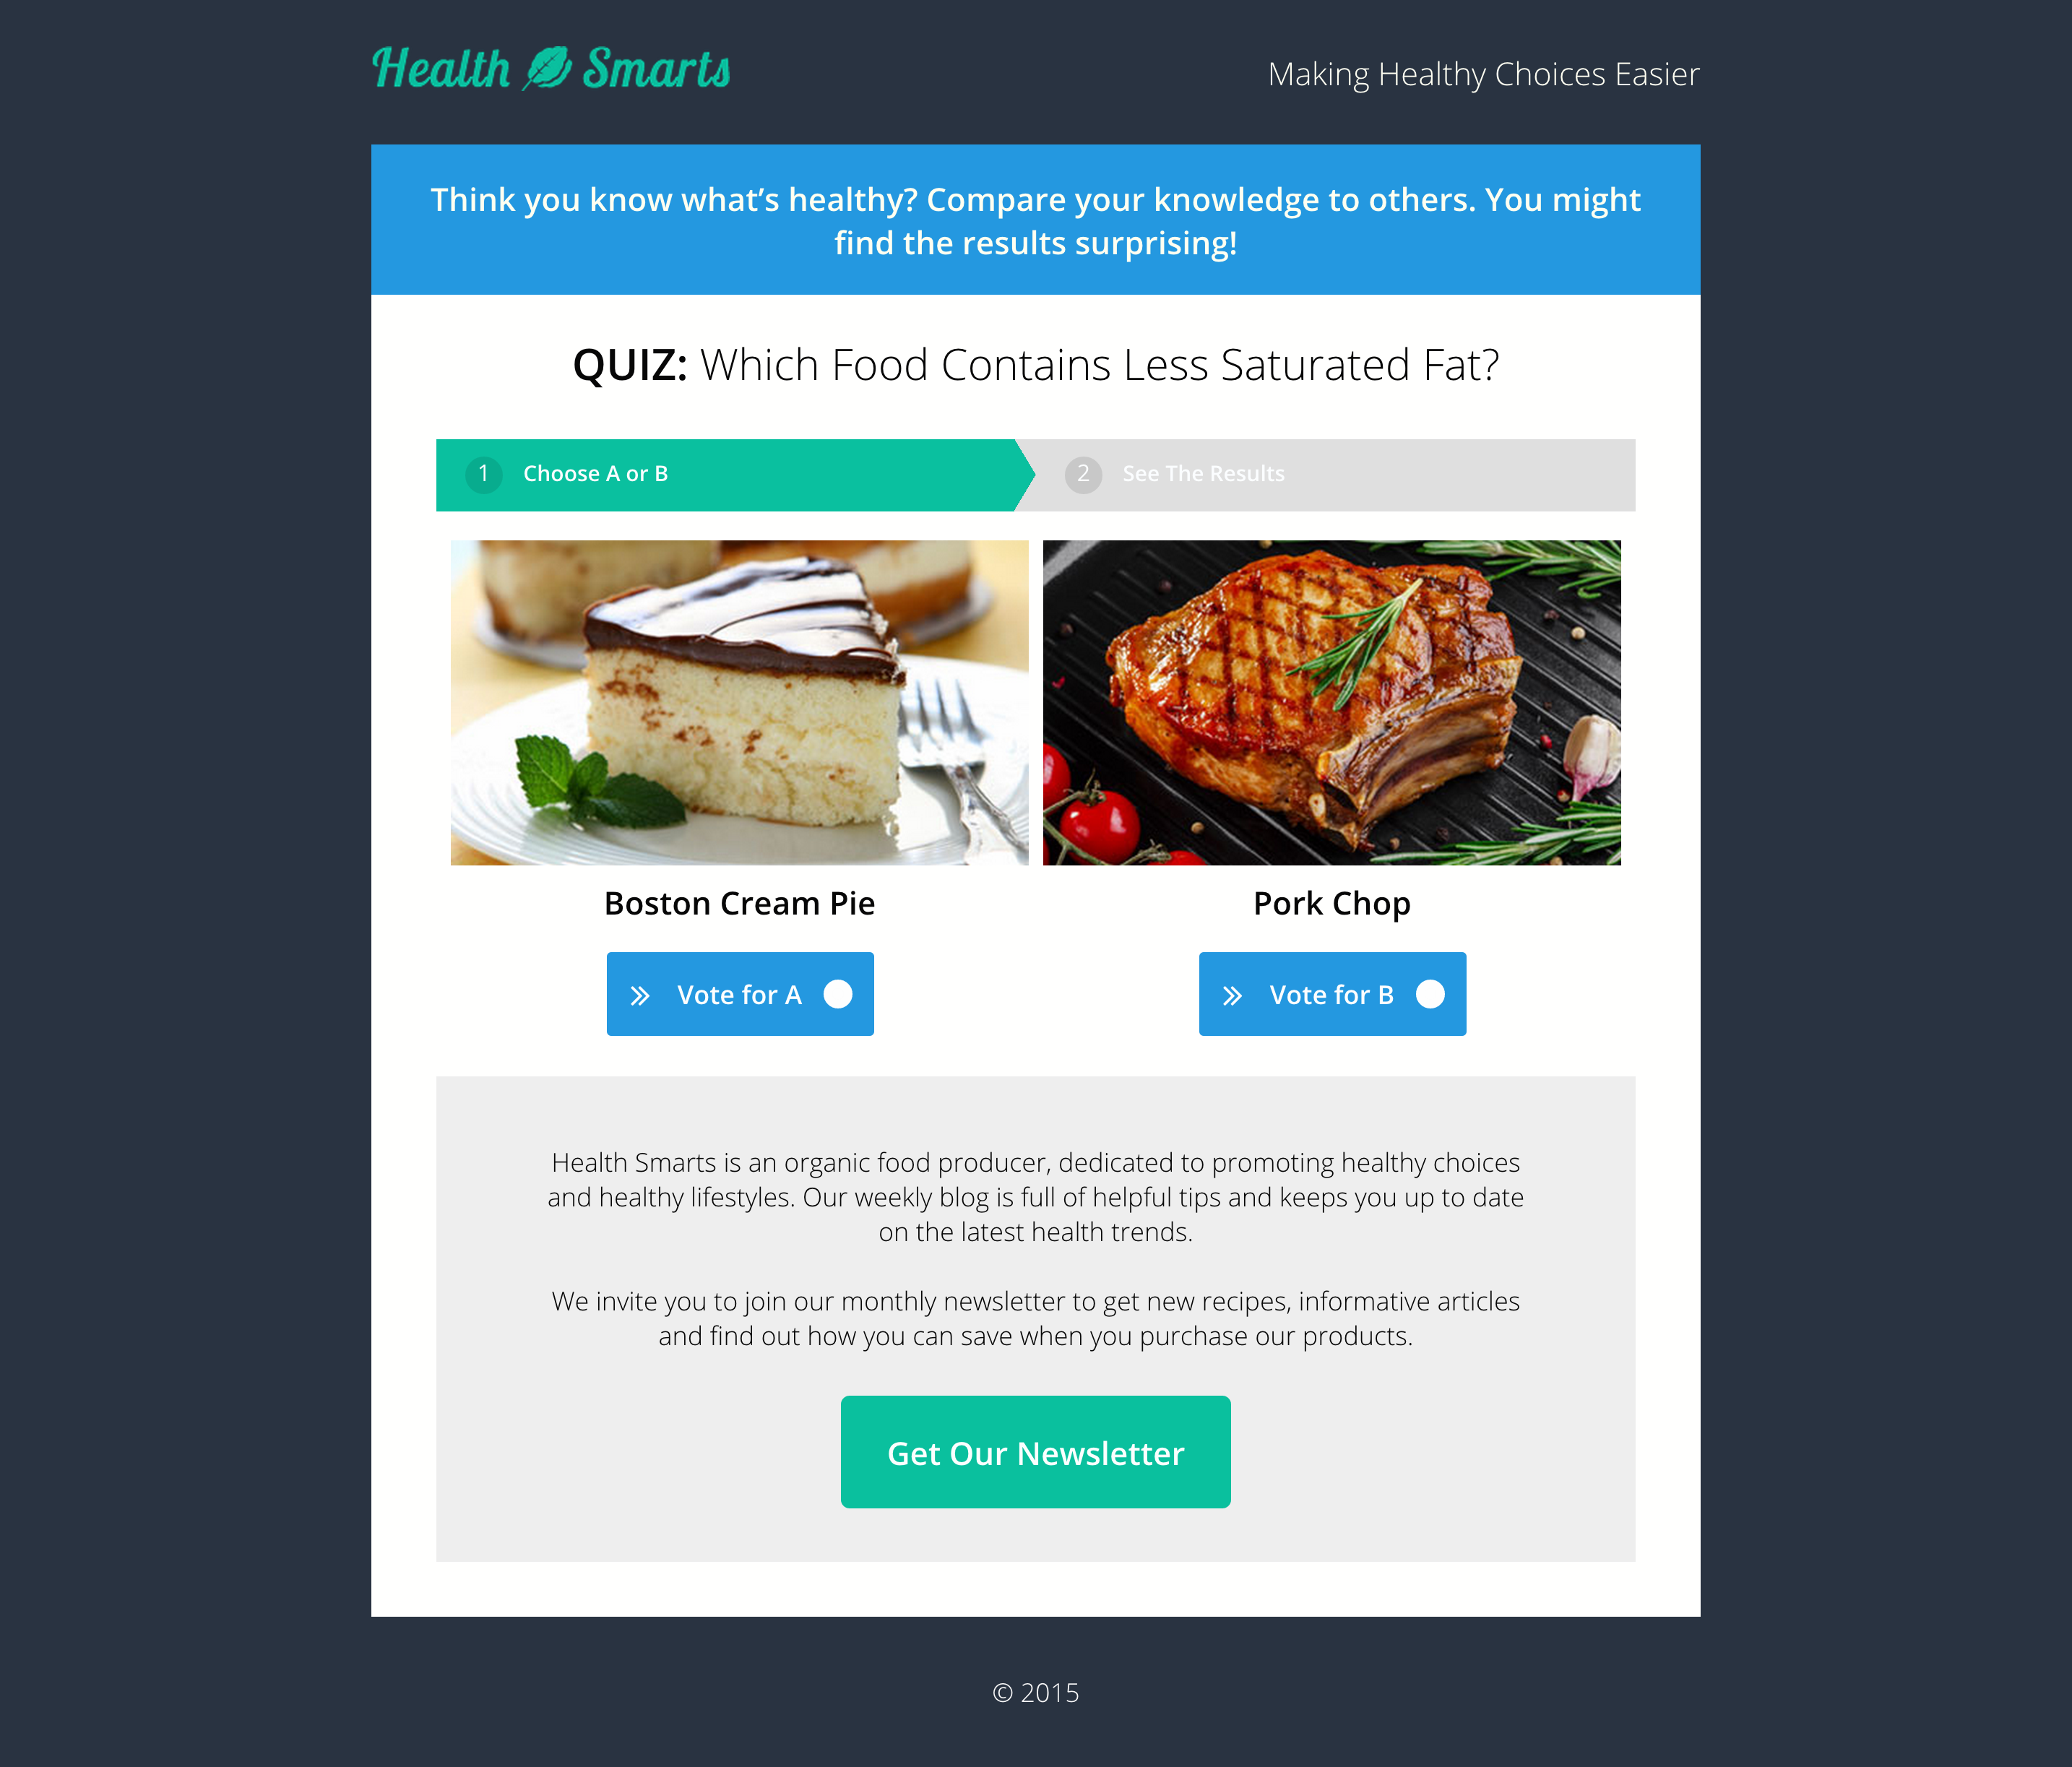 Health Smarts
Making Healthy Choices Easier
Think you know what’s healthy? Compare your knowledge to others. You might
find the results surprising!
QUIZ: Which Food Contains Less Saturated Fat?
1 Choose A or B
2 See The Results
Boston Cream Pie
Pork Chop
Vote for A
Vote for B
Health Smarts is an organic food producer, dedicated to promoting healthy choices
and healthy lifestyles. Our weekly blog is full of helpful tips and keeps you up to date
on the latest health trends.
We invite you to join our monthly newsletter to get new recipes, informative articles
and find out how you can save when you purchase our products.
Get Our Newsletter
© 2015